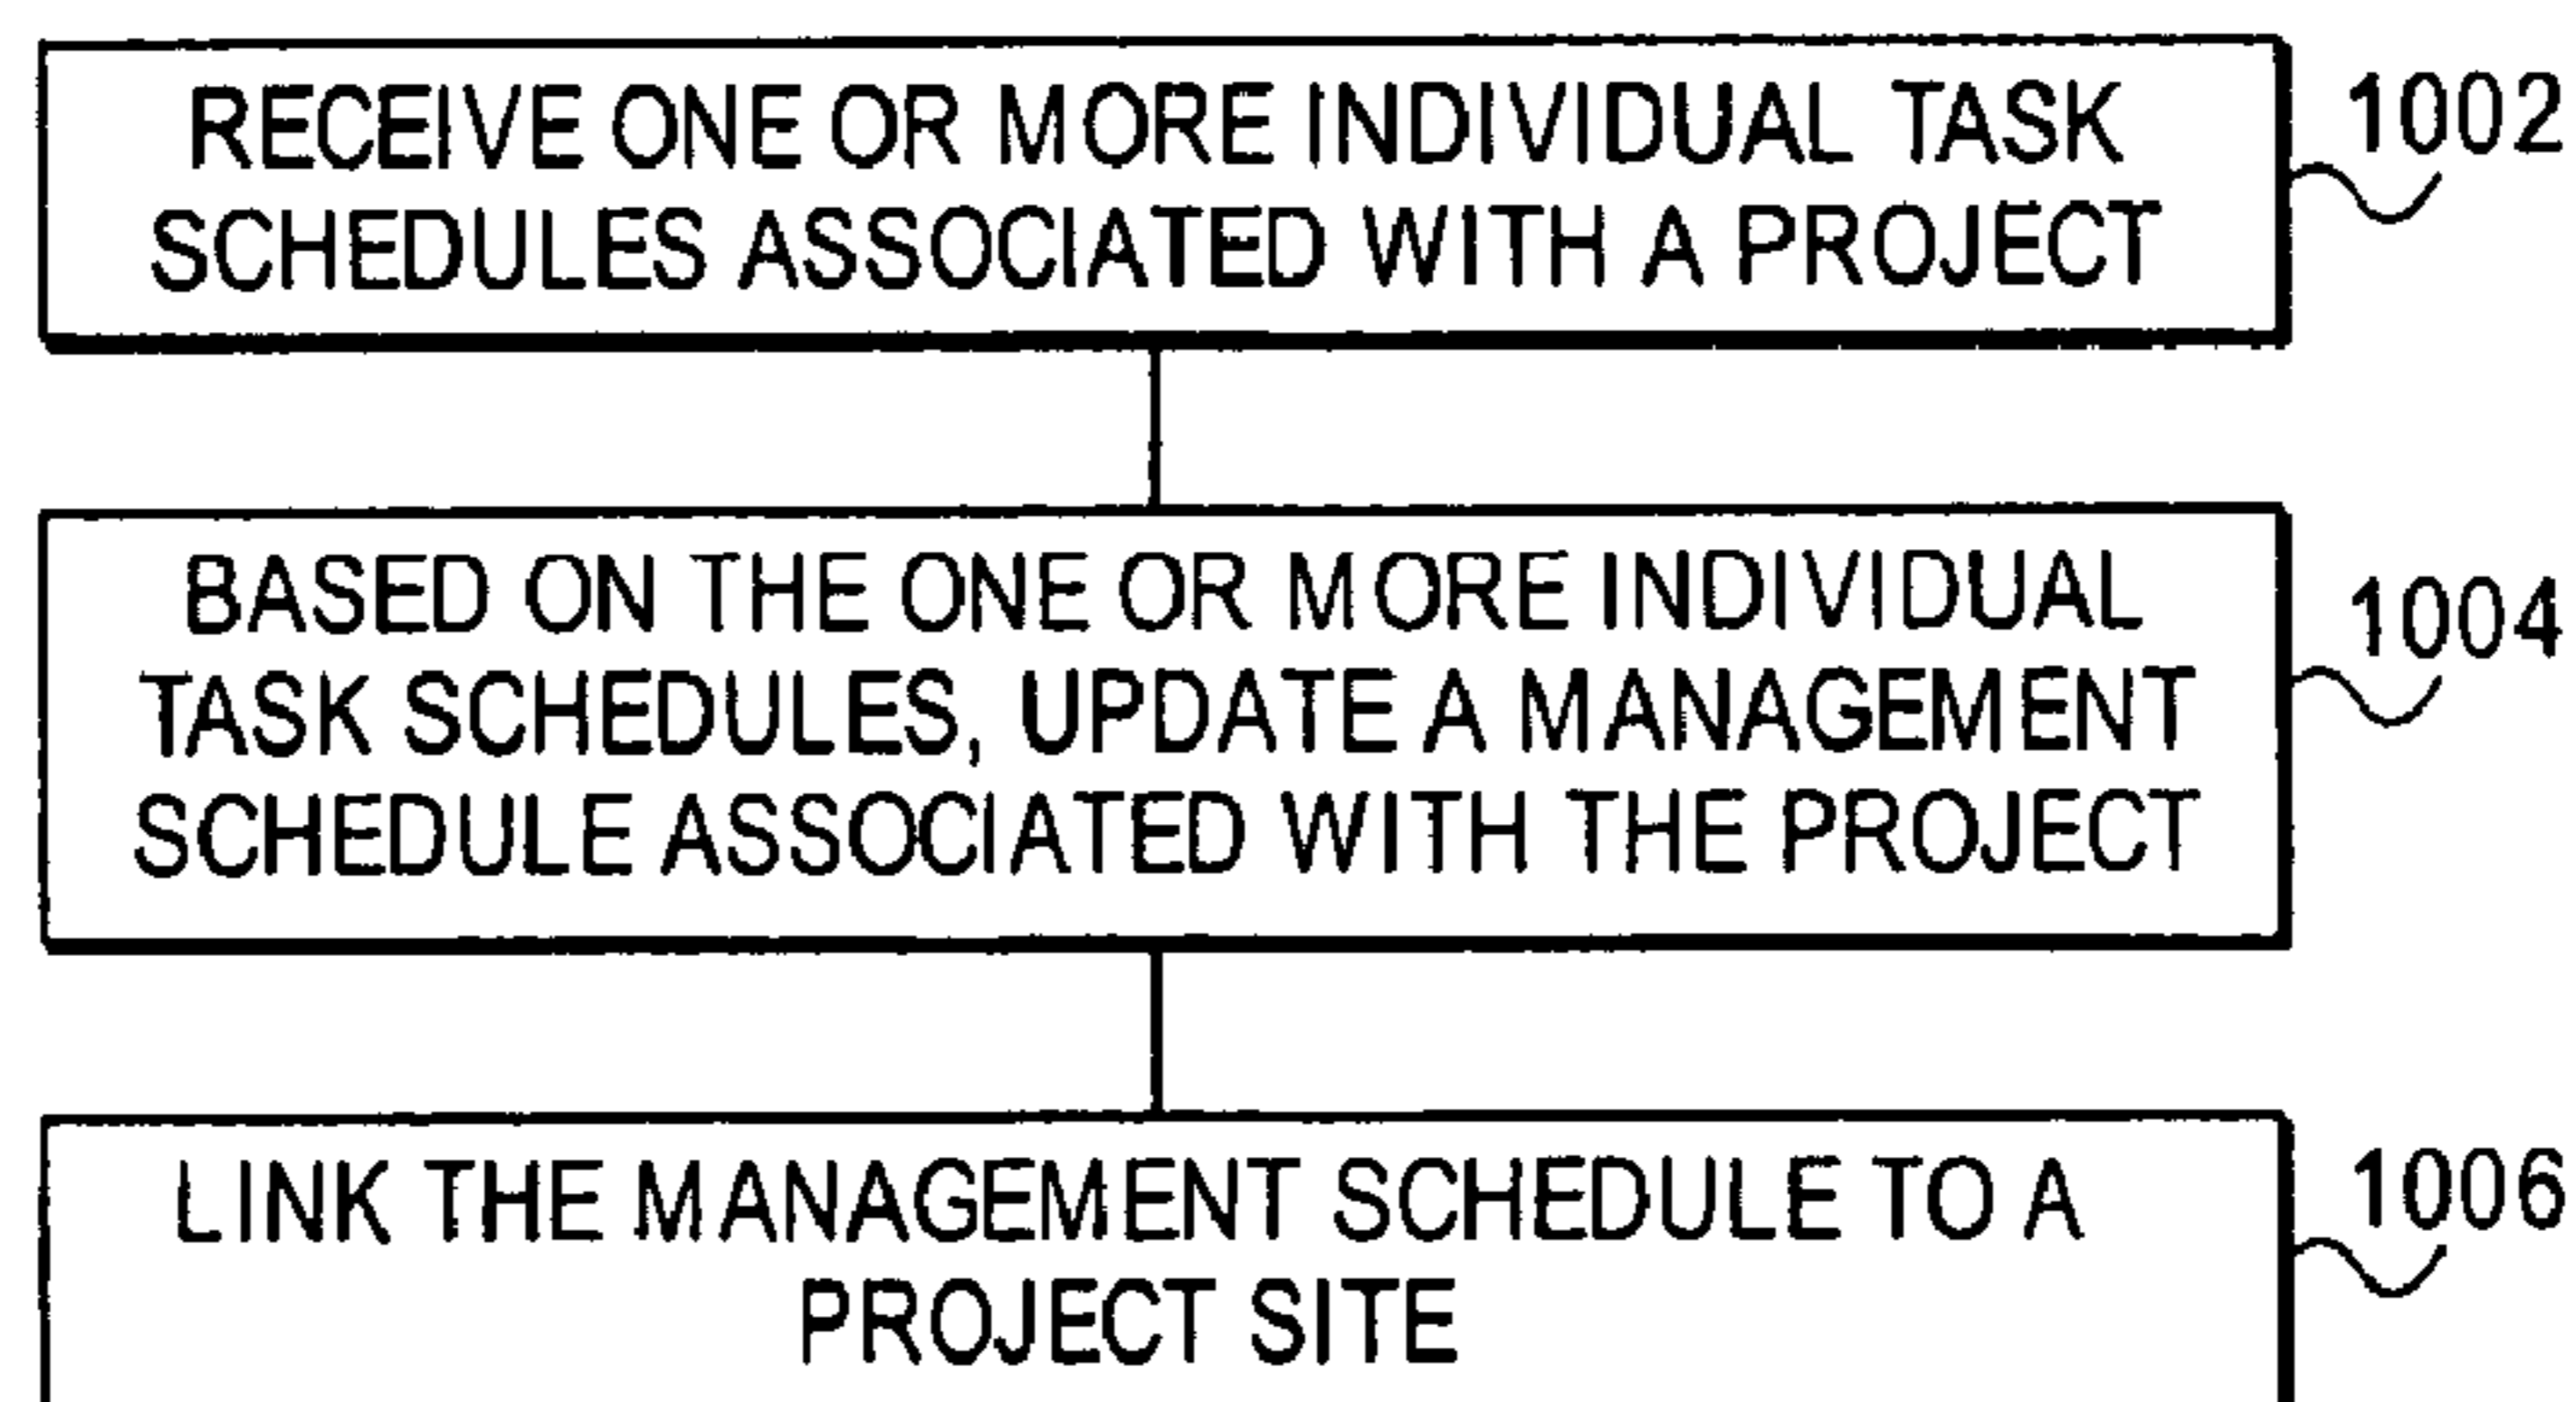 RECEIVE ONE OR MORE INDIVIDUAL TASK
SCHEDULES ASSOCIATED WITH A PROJECT
1002
BASED ON THE ONE OR MORE INDIVIDUAL
TASK SCHEDULES, UPDATE A MANAGEMENT
SCHEDULE ASSOCIATED WITH THE PROJECT
1004
LINK THE MANAGEMENT SCHEDULE TO A
PROJECT SITE
1006